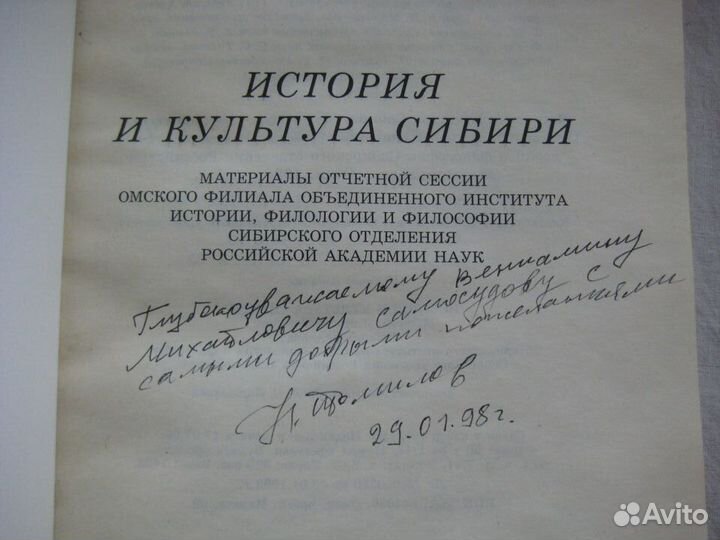 ИСТОРИЯ
И КУЛЬТУРА СИБИРИ
МАТЕРИАЛЫ ОТЧЕТНОЙ СЕССИИ
ОМСКОГО ФИЛИАЛА ОБЪЕДИНЕННОГО ИНСТИТУТА
ИСТОРИИ, ФИЛОЛОГИИ И ФИЛОСОФИИ
СИБИРСКОГО ОТДЕЛЕНИЯ
РОССИЙСКОЙ АКАДЕМИИ НАУК
Глубокоуважаемому Вениамину
Михайловичу Самосудову с
самыми добрыми пожеланиями
Н. Томилов
29.01.98г.
Avito